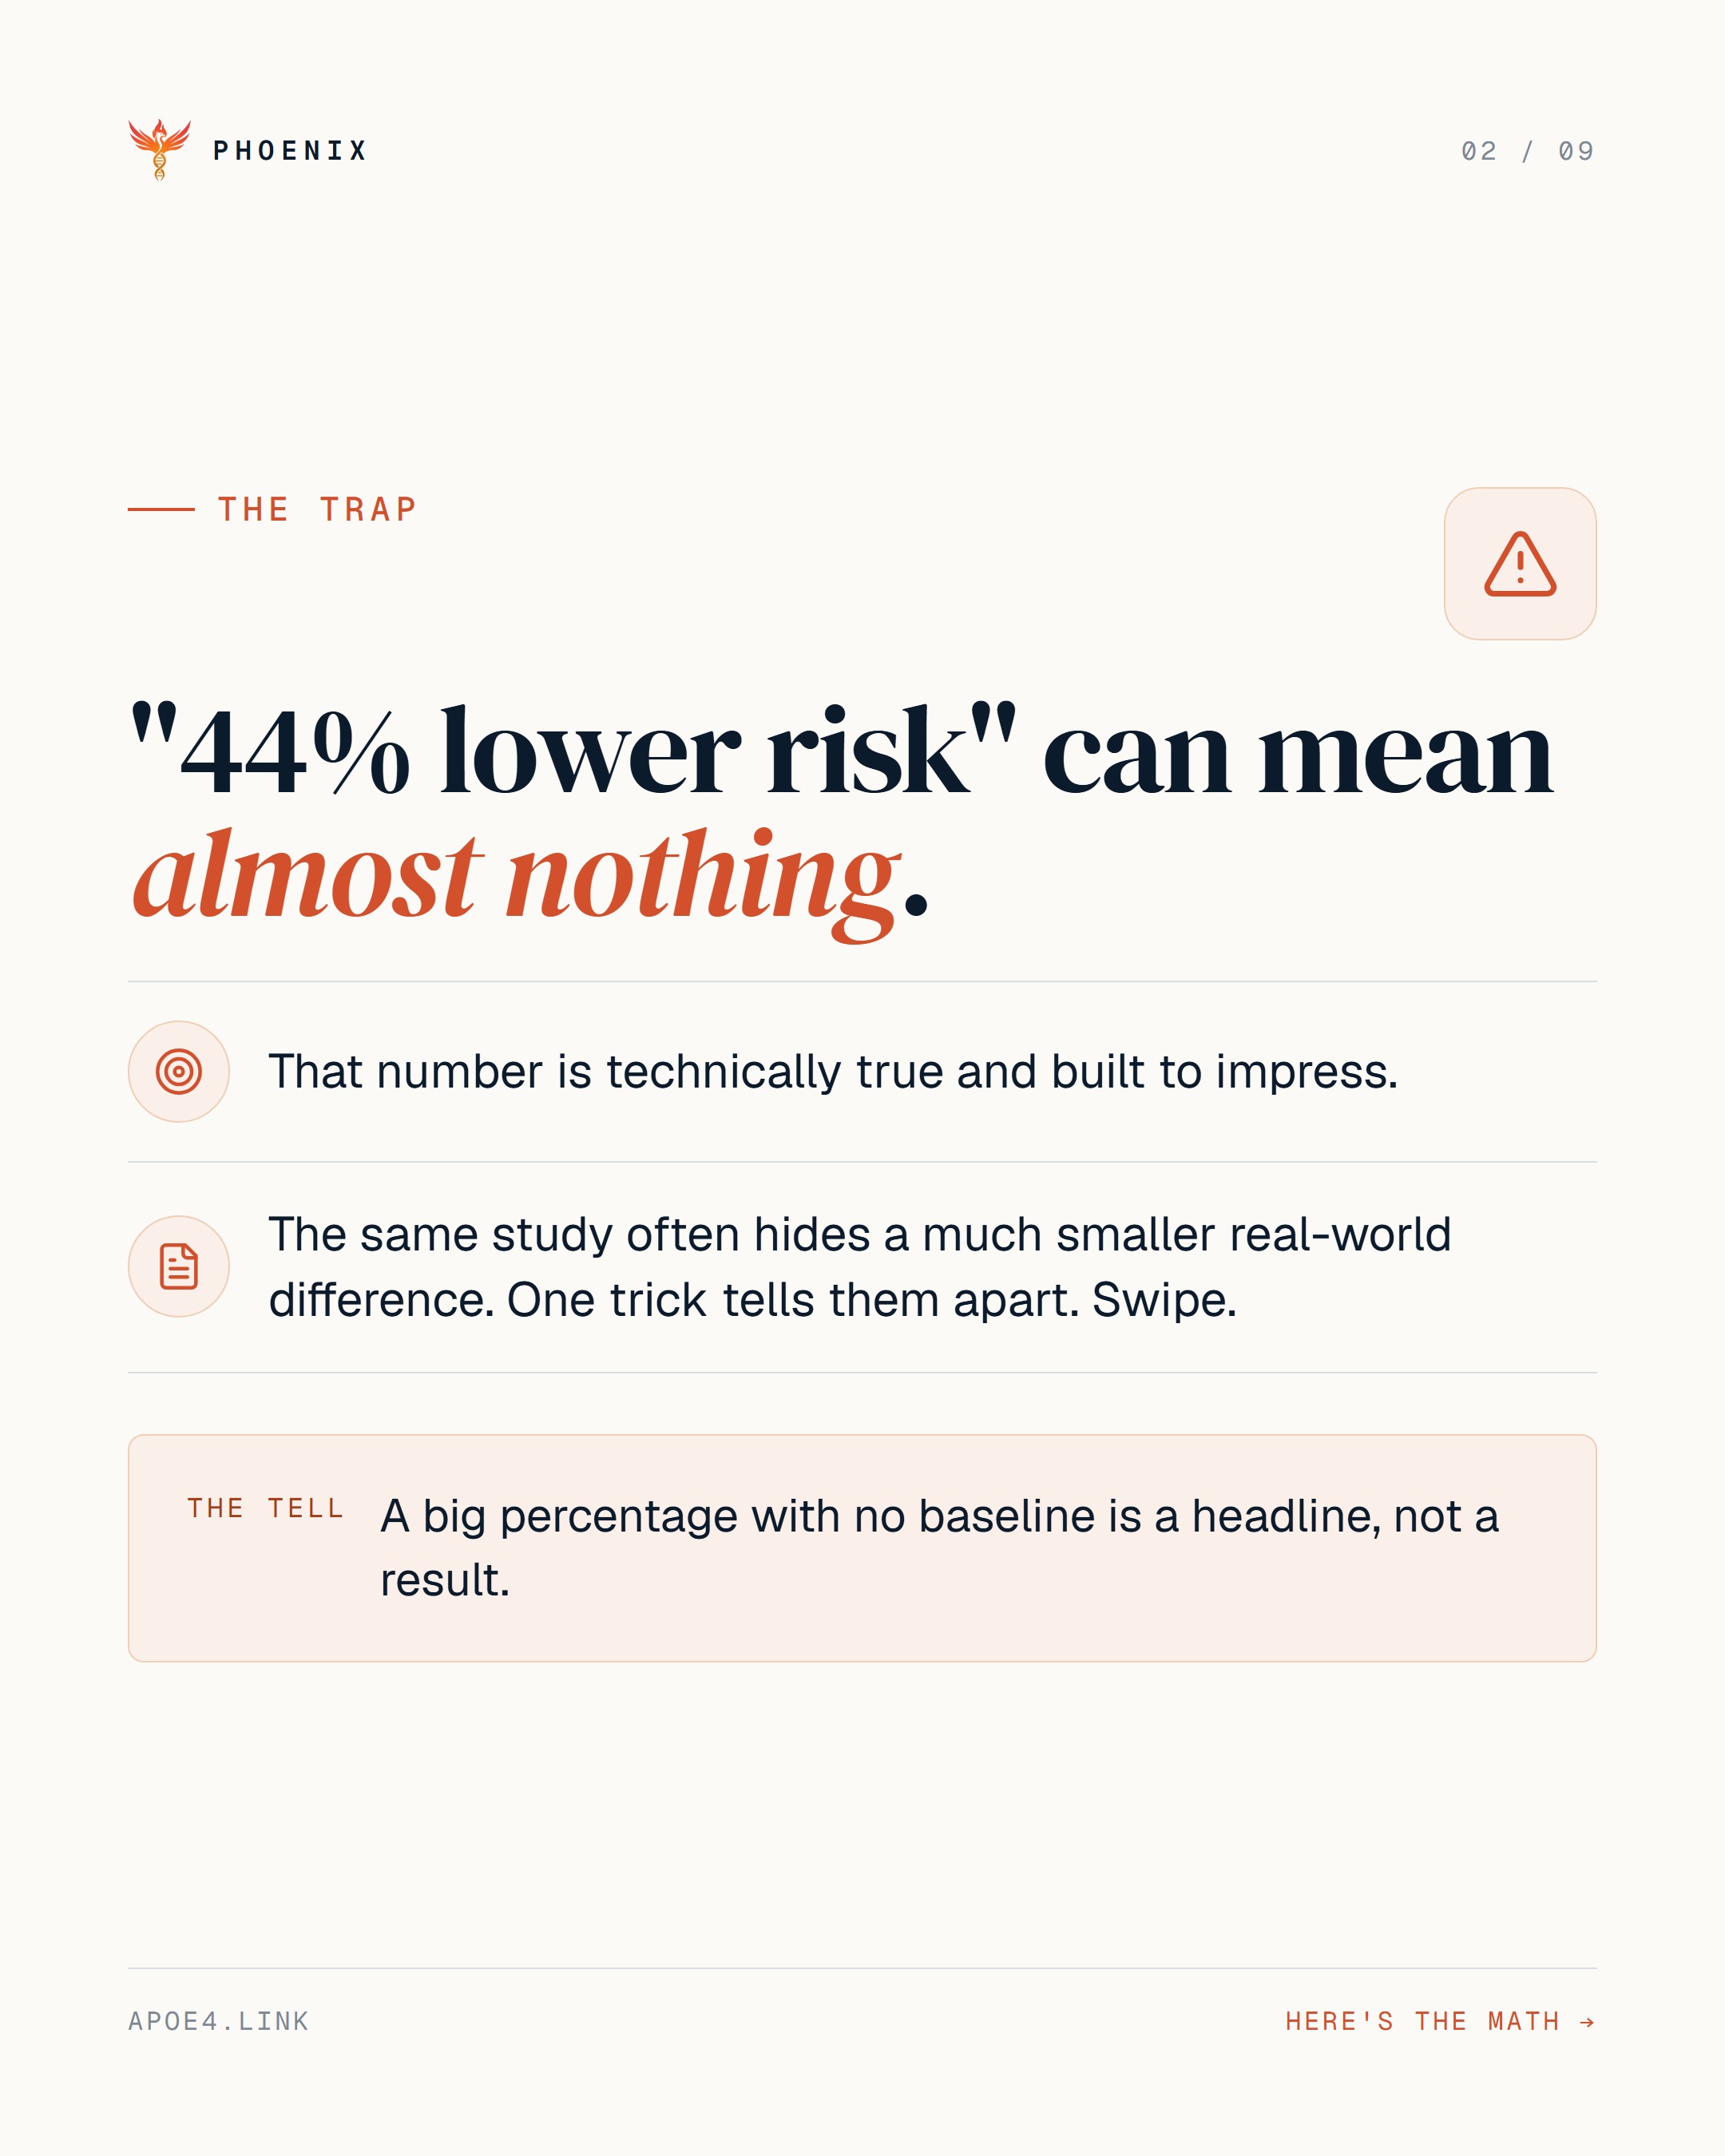 PHOENIX
02 / 09
THE TRAP
"44% lower risk" can mean
almost nothing.
That number is technically true and built to impress.
The same study often hides a much smaller real-world
difference. One trick tells them apart. Swipe.
THE TELL
A big percentage with no baseline is a headline, not a
result.
APOE4.LINK
HERE'S THE MATH →